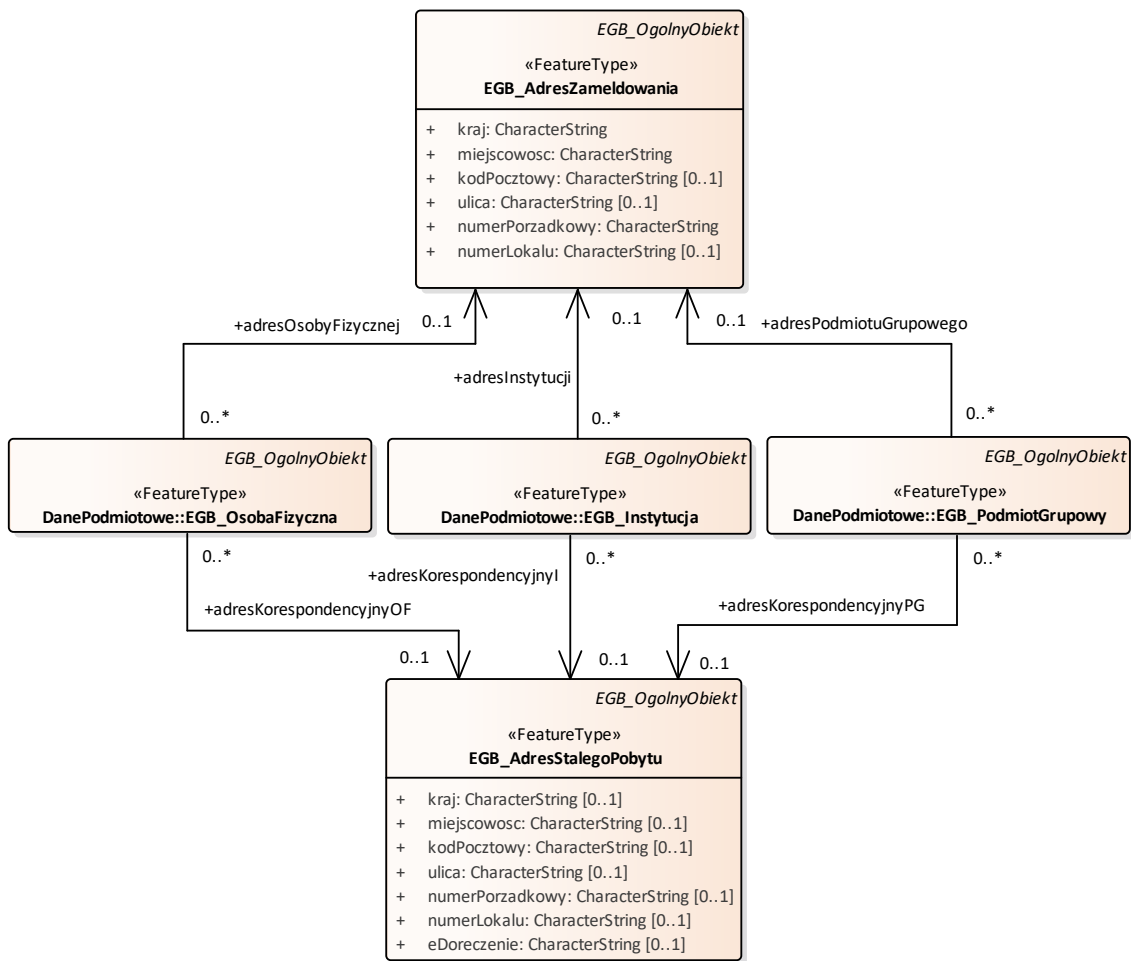 EGB_OgolnyObiekt
«FeatureType»
EGB_AdresZameldowania
+ kraj: CharacterString
+ miejscowosc: CharacterString
+ kodPocztowy: CharacterString [0..1]
+ ulica: CharacterString [0..1]
+ numerPorzadkowy: CharacterString
+ numerLokalu: CharacterString [0..1]
+adresOsobyFizycznej 0..1
0..1
0..1 +adresPodmiotuGrupowego
+adresInstytucji
0..*
0..*
0..*
EGB_OgolnyObiekt
«FeatureType»
DanePodmiotowe::EGB_OsobaFizyczna
EGB_OgolnyObiekt
«FeatureType»
DanePodmiotowe::EGB_Instytucja
EGB_OgolnyObiekt
«FeatureType»
DanePodmiotowe::EGB_PodmiotGrupowy
0..*
0..*
0..*
+adresKorespondencyjnyI
+adresKorespondencyjnyOF
+adresKorespondencyjnyPG
0..1
0..1
0..1
EGB_OgolnyObiekt
«FeatureType»
EGB_AdresStalegoPobytu
+ kraj: CharacterString [0..1]
+ miejscowosc: CharacterString [0..1]
+ kodPocztowy: CharacterString [0..1]
+ ulica: CharacterString [0..1]
+ numerPorzadkowy: CharacterString [0..1]
+ numerLokalu: CharacterString [0..1]
+ eDoreczenie: CharacterString [0..1]